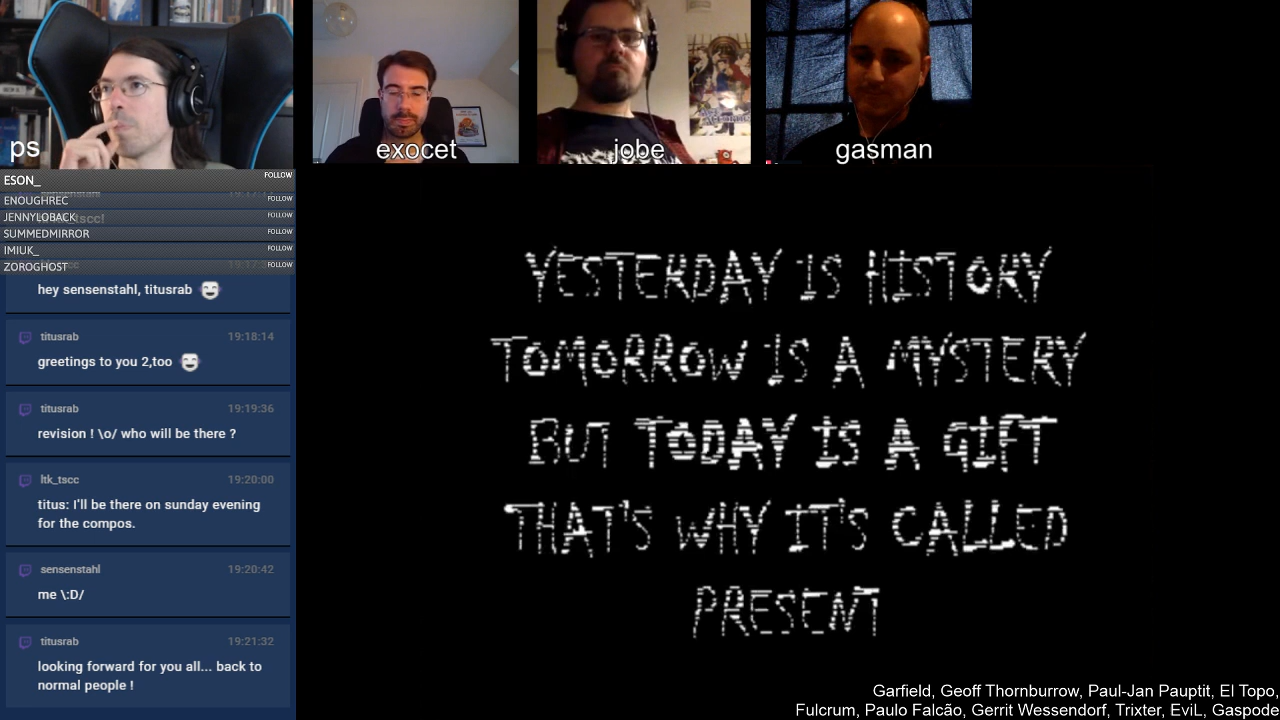 ps
exocet
jobe
gasman
ESON_
FOLLOW
ENOUGHREC
FOLLOW
JENNYLOBACK
FOLLOW
SUMMEDMIRROR
FOLLOW
IMIUK_
FOLLOW
ZOROGHOST
FOLLOW
hey sensenstahl, titusrab
titusrab 19:18:14
greetings to you 2,too
titusrab 19:19:36
revision ! \o/ who will be there ?
ltk_tscc 19:20:00
titus: I'll be there on sunday evening
for the compos.
sensenstahl 19:20:42
me \:D/
titusrab 19:21:32
looking forward for you all... back to
normal people !
YESTERDAY IS HISTORY
TOMORROW IS A MYSTERY
BUT TODAY IS A GIFT
THAT'S WHY IT'S CALLED
PRESENT
Garfield, Geoff Thornburrow, Paul-Jan Pauptit, El Topo,
Fulcrum, Paulo Falcão, Gerrit Wessendorf, Trixter, EviL, Gaspode